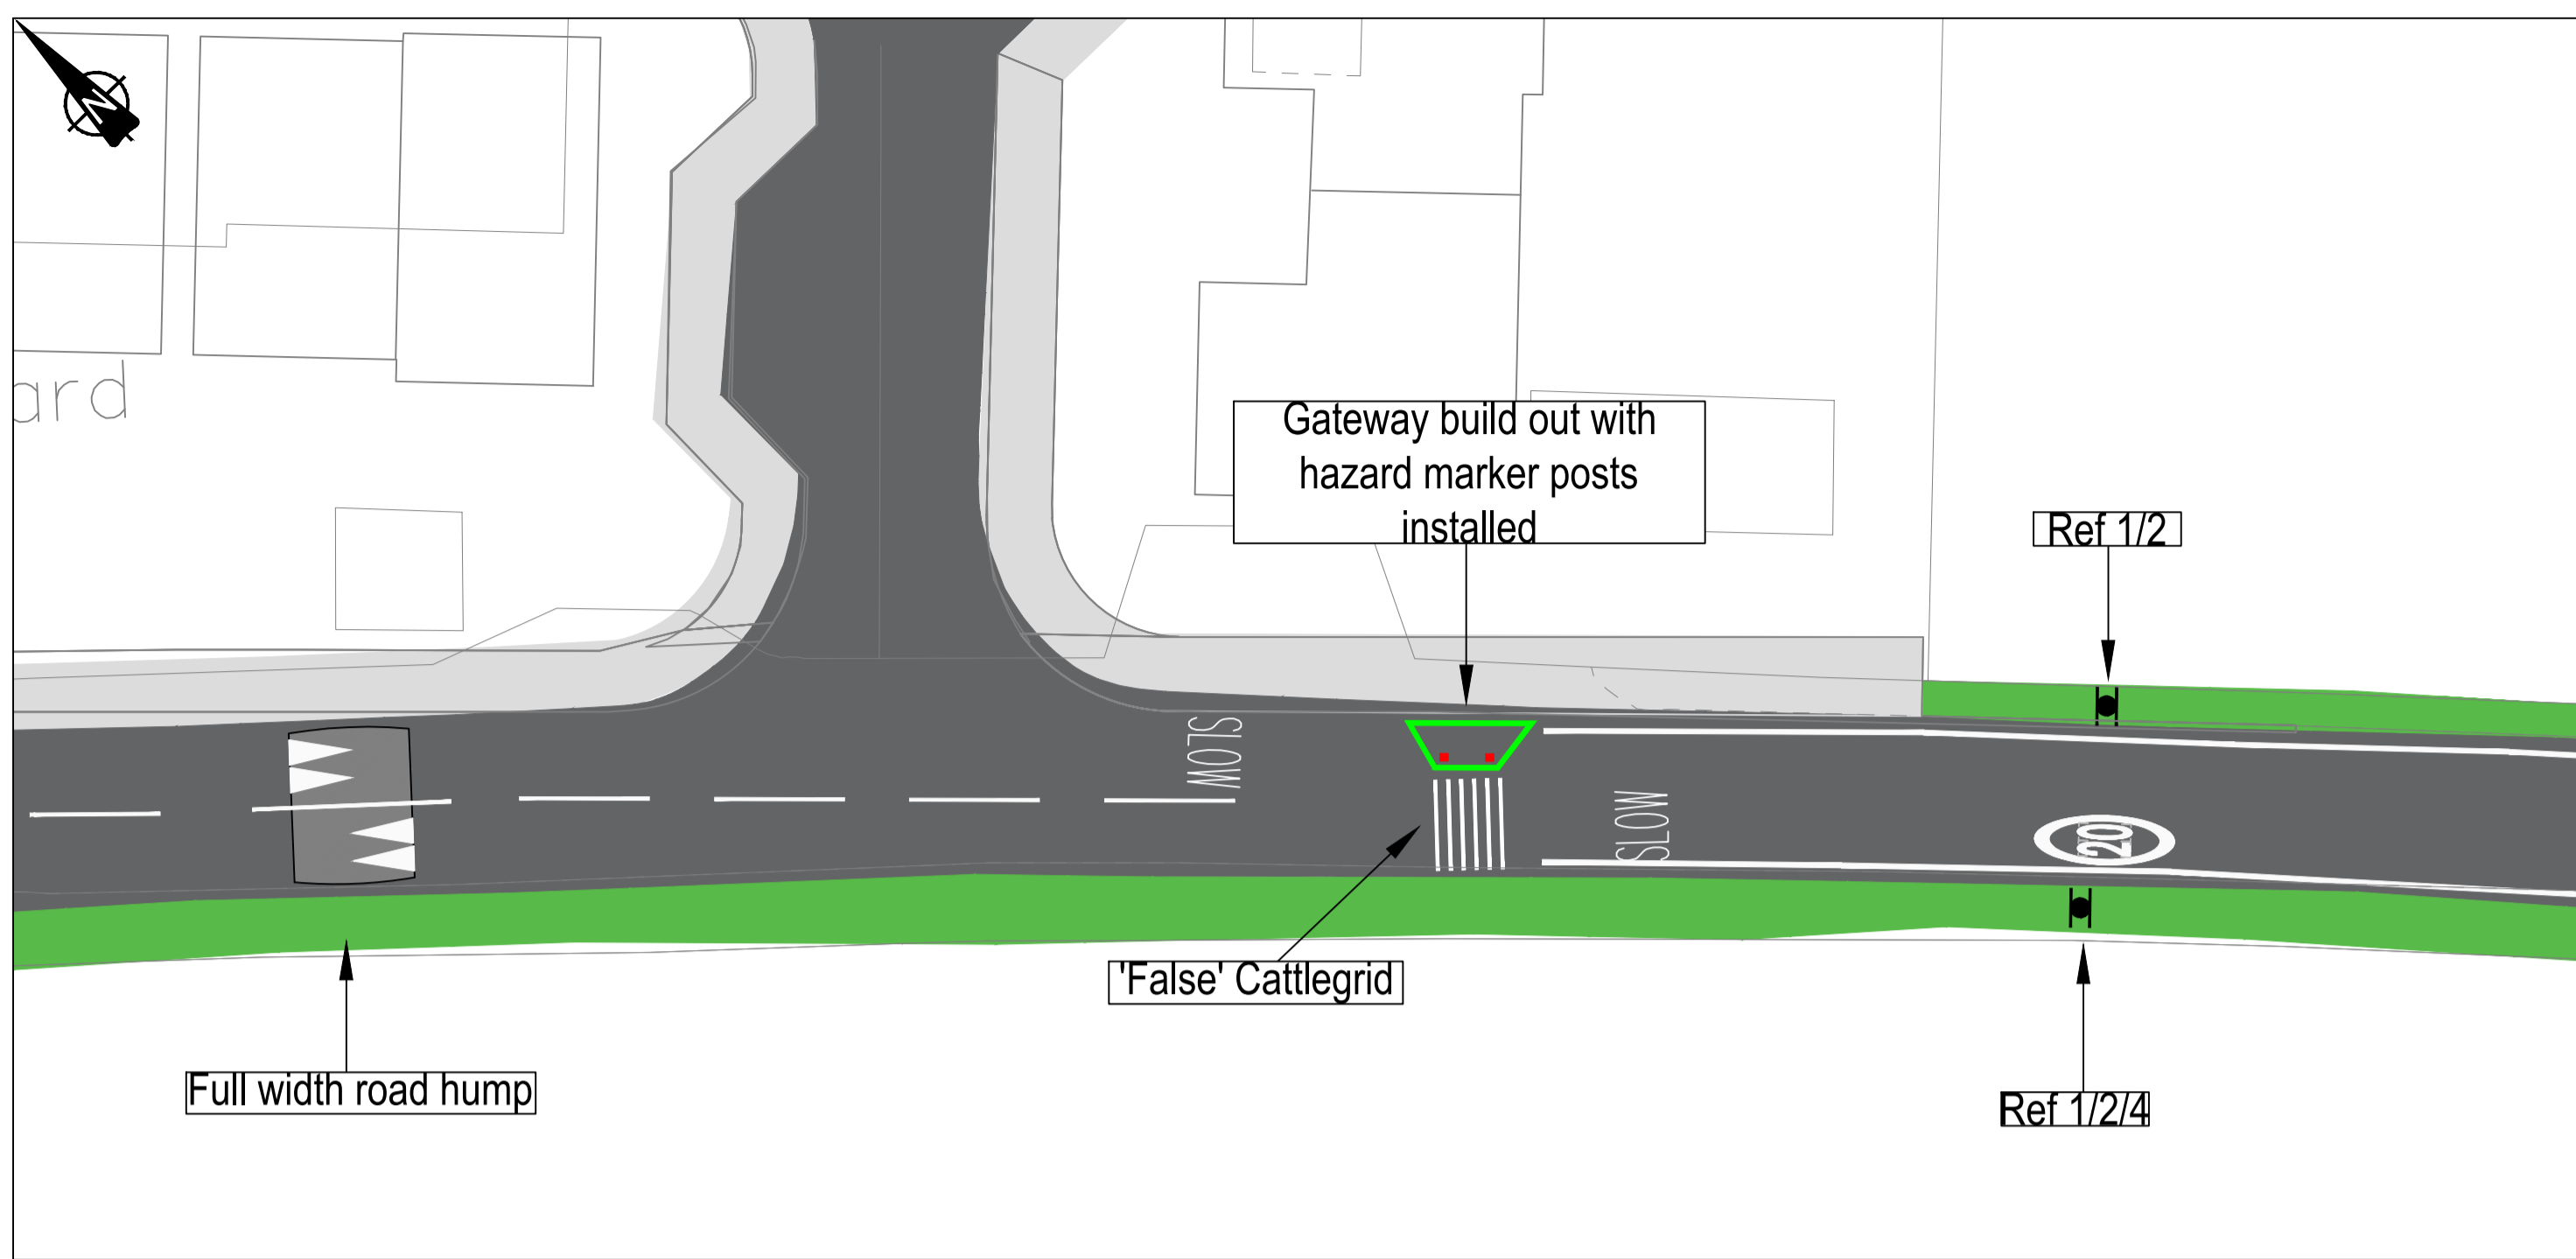 N
ard
Gateway build out with
hazard marker posts
installed
Ref 1/2
SLOW
SLOW
20
'False' Cattlegrid
Full width road hump
Ref 1/2/4